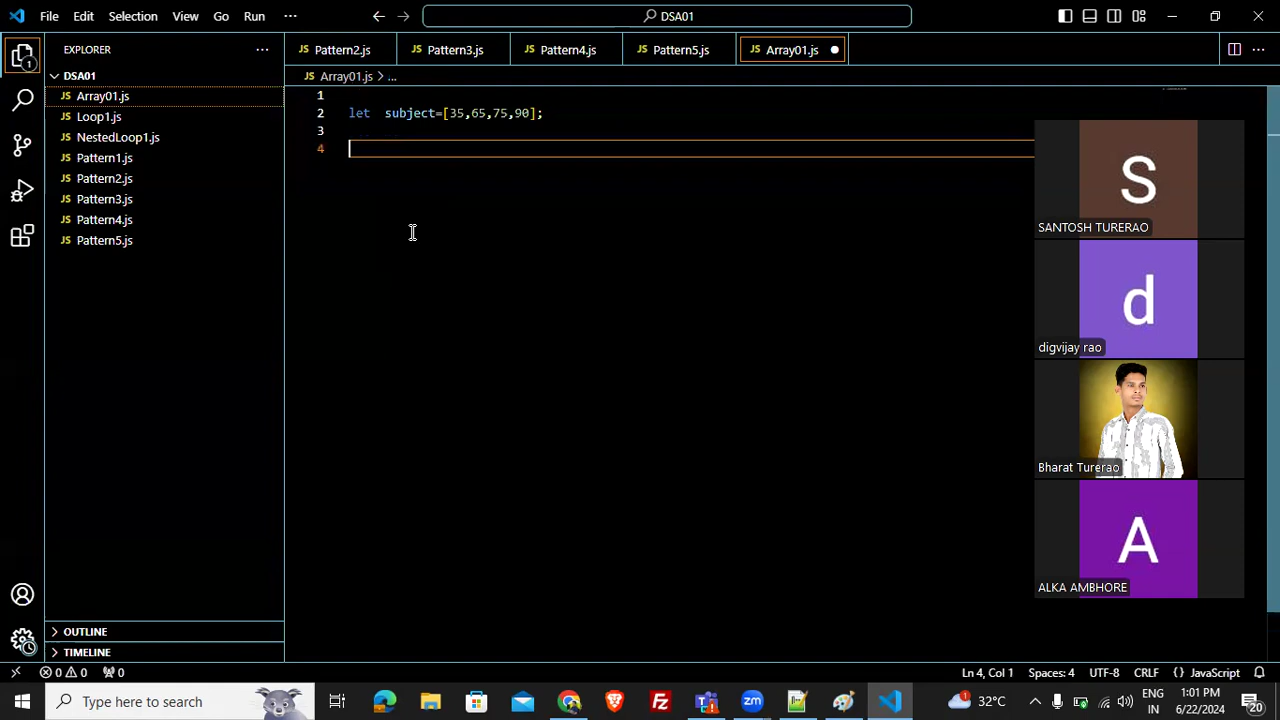 File Edit Selection View Go Run ··· DSA01
EXPLORER ···
Pattern2.js Pattern3.js Pattern4.js Pattern5.js Array01.js
DSA01
Array01.js > ...
Array01.js
Loop1.js
NestedLoop1.js
Pattern1.js
Pattern2.js
Pattern3.js
Pattern4.js
Pattern5.js
1
2 let subject=[35,65,75,90];
3
4
S
SANTOSH TURERAO
d
digvijay rao
Bharat Turerao
A
ALKA AMBHORE
OUTLINE
TIMELINE
0 0 0 Ln 4, Col 1 Spaces: 4 UTF-8 CRLF {} JavaScript
Type here to search 32°C ENG IN 1:01 PM 6/22/2024 20